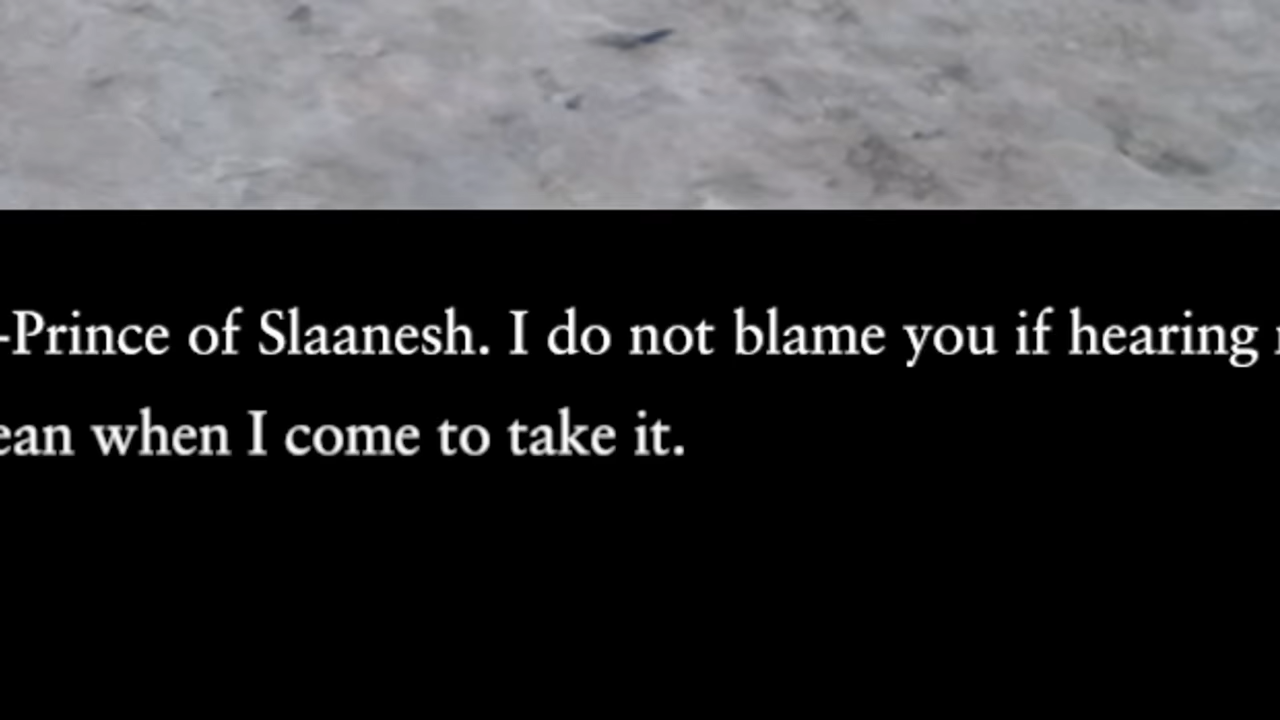 -Prince of Slaanesh. I do not blame you if hearing
ean when I come to take it.